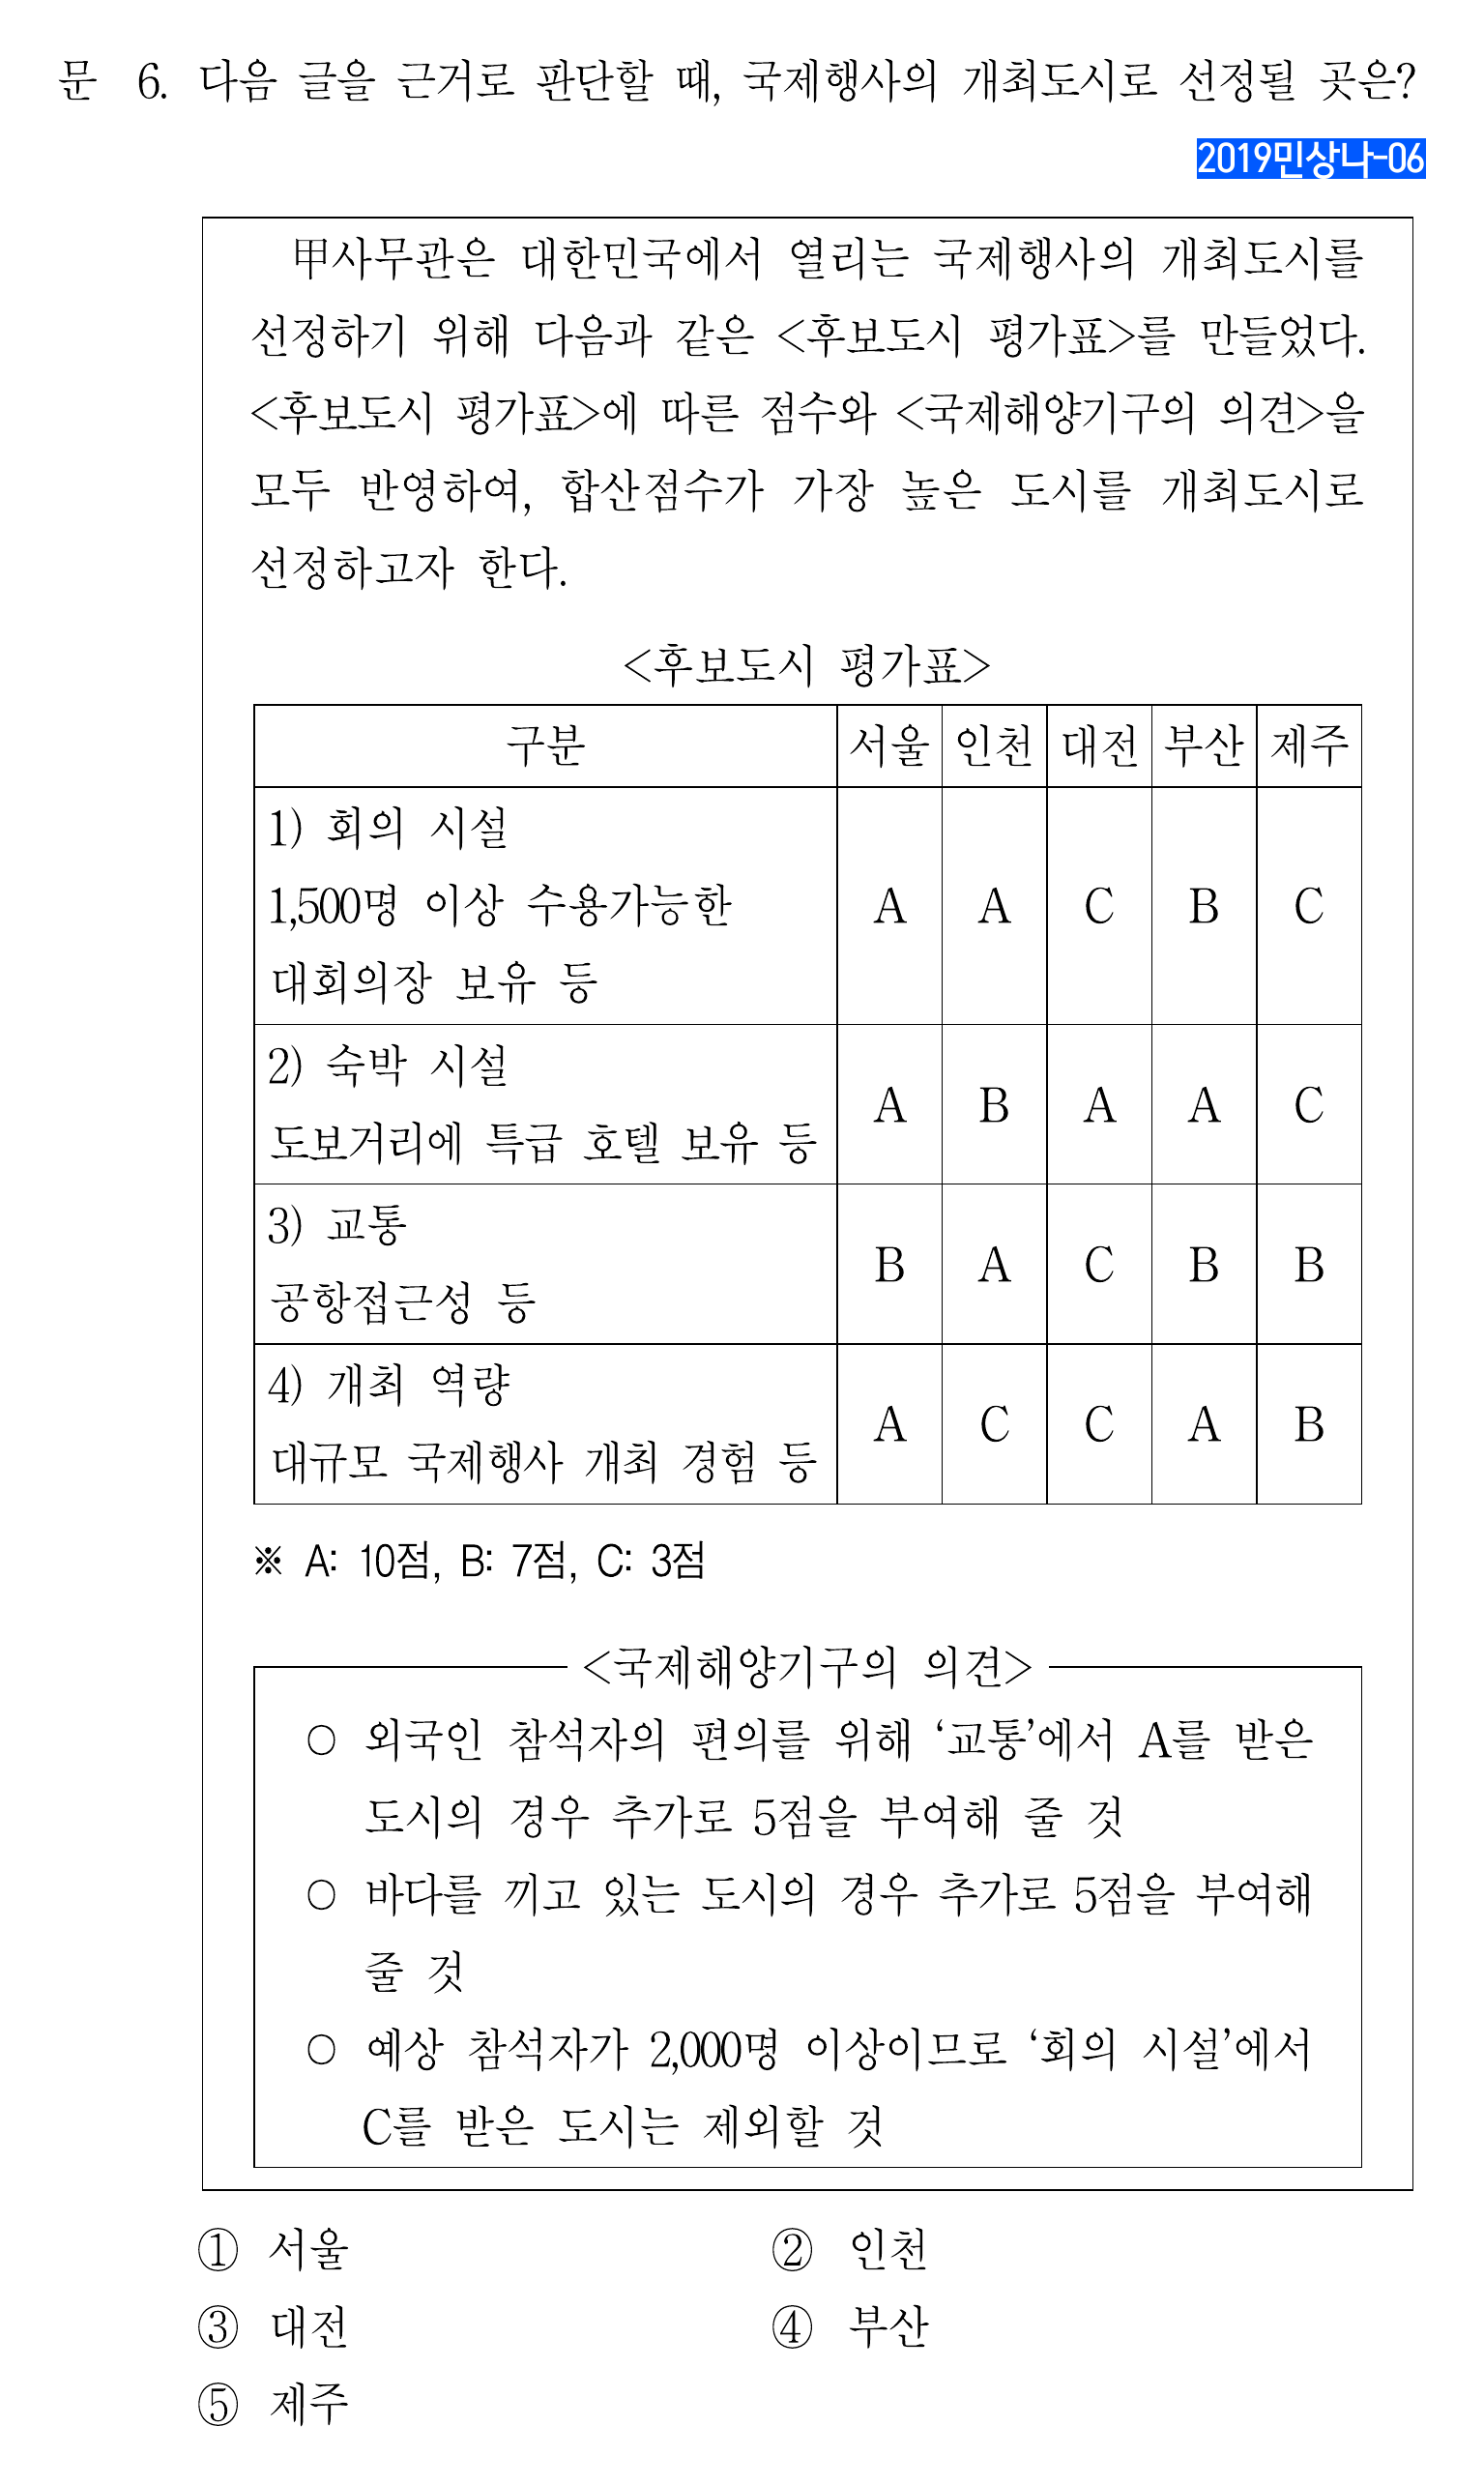 문 6. 다음 글을 근거로 판단할 때, 국제행사의 개최도시로 선정될 곳은?
2019민상나-06
甲사무관은 대한민국에서 열리는 국제행사의 개최도시를
선정하기 위해 다음과 같은 <후보도시 평가표>를 만들었다.
<후보도시 평가표>에 따른 점수와 <국제해양기구의 의견>을
모두 반영하여, 합산점수가 가장 높은 도시를 개최도시로
선정하고자 한다.
<후보도시 평가표>
구분 서울 인천 대전 부산 제주
1) 회의 시설
1,500명 이상 수용가능한 A A C B C
대회의장 보유 등
2) 숙박 시설 A B A A C
도보거리에 특급 호텔 보유 등
3) 교통 B A C B B
공항접근성 등
4) 개최 역량 A C C A B
대규모 국제행사 개최 경험 등
※ A: 10점, B: 7점, C: 3점
<국제해양기구의 의견>
○ 외국인 참석자의 편의를 위해 ‘교통’에서 A를 받은
도시의 경우 추가로 5점을 부여해 줄 것
○ 바다를 끼고 있는 도시의 경우 추가로 5점을 부여해
줄 것
○ 예상 참석자가 2,000명 이상이므로 ‘회의 시설’에서
C를 받은 도시는 제외할 것
① 서울 ② 인천
③ 대전 ④ 부산
⑤ 제주